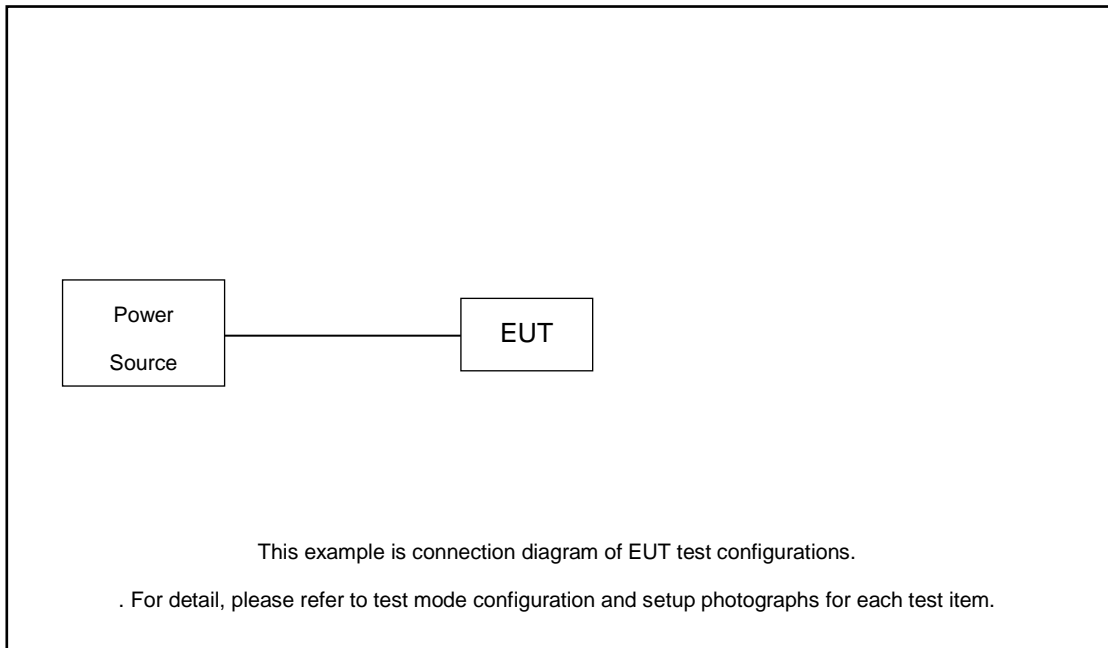 Power
Source
EUT
This example is connection diagram of EUT test configurations.
. For detail, please refer to test mode configuration and setup photographs for each test item.